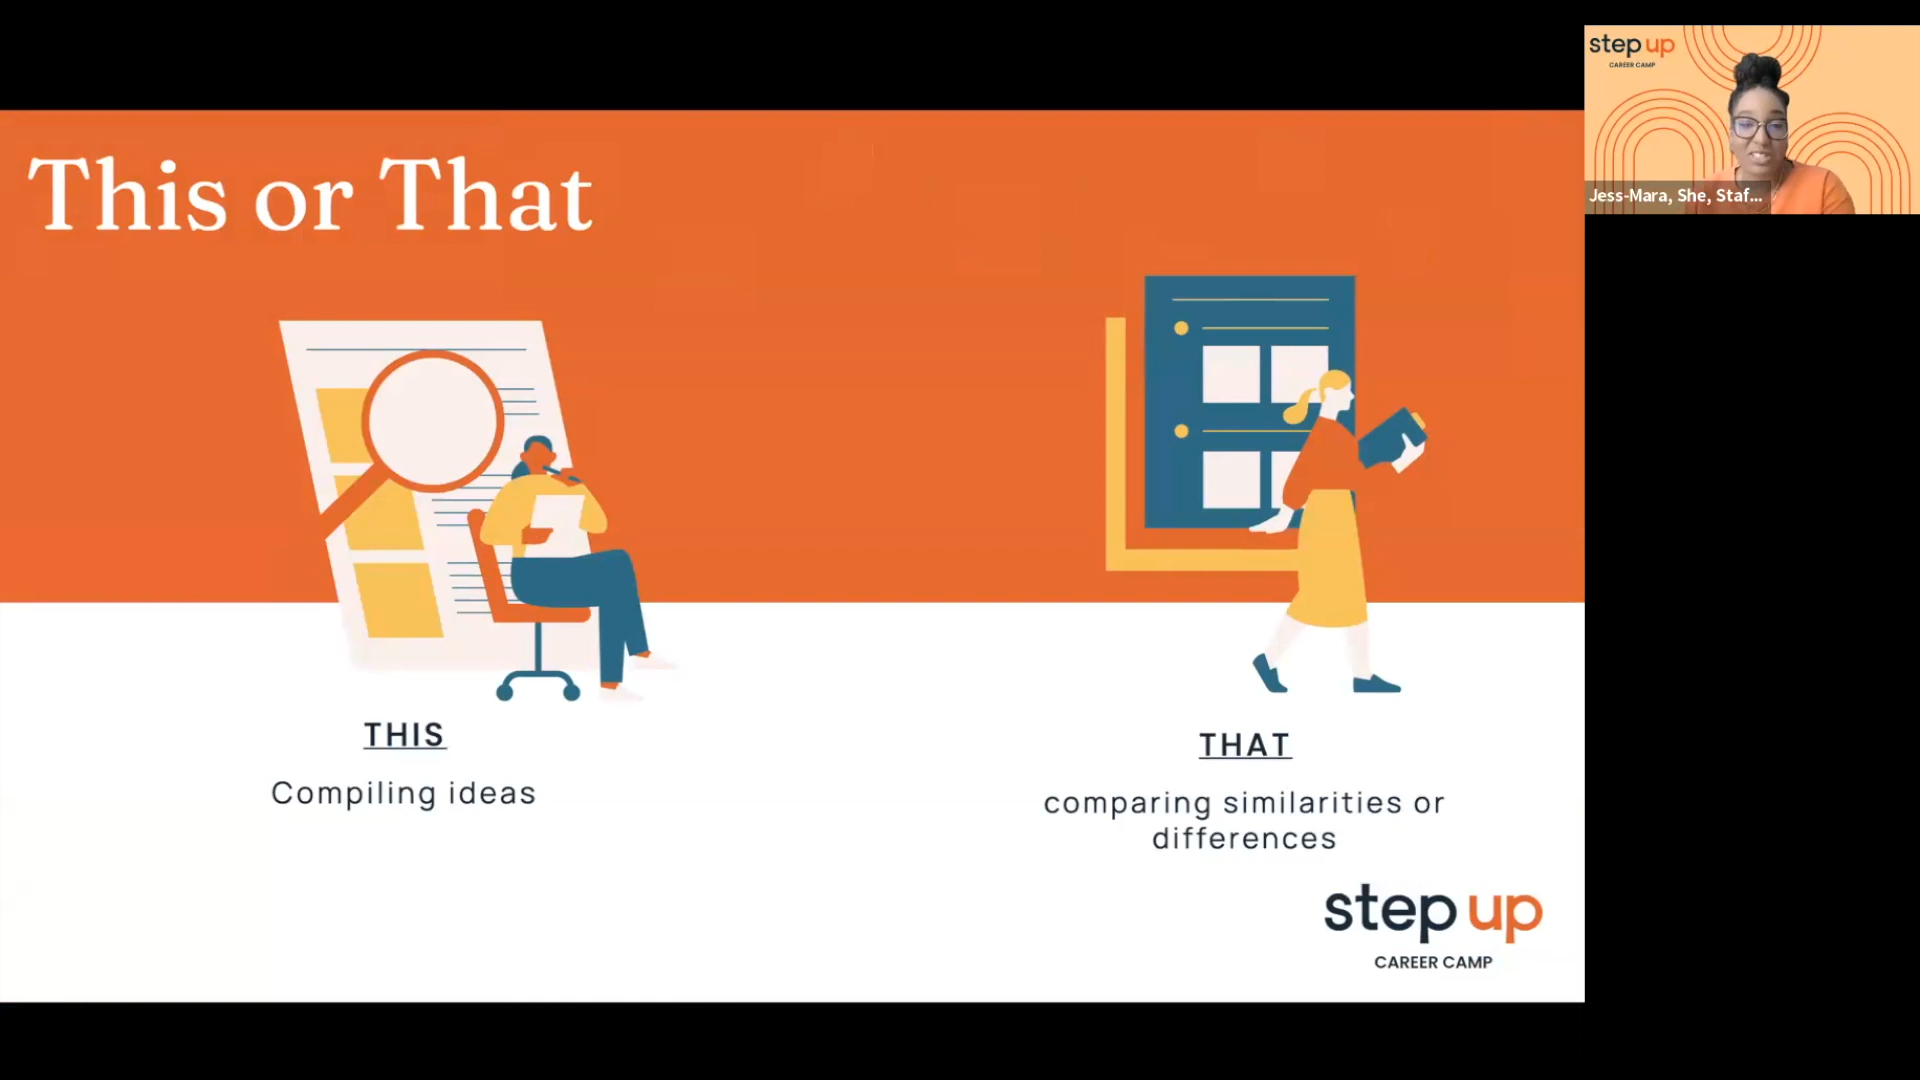 This or That
THIS
Compiling ideas
THAT
comparing similarities or
differences
step up
CAREER CAMP
step up
CAREER CAMP
Jess-Mara, She, Staf...